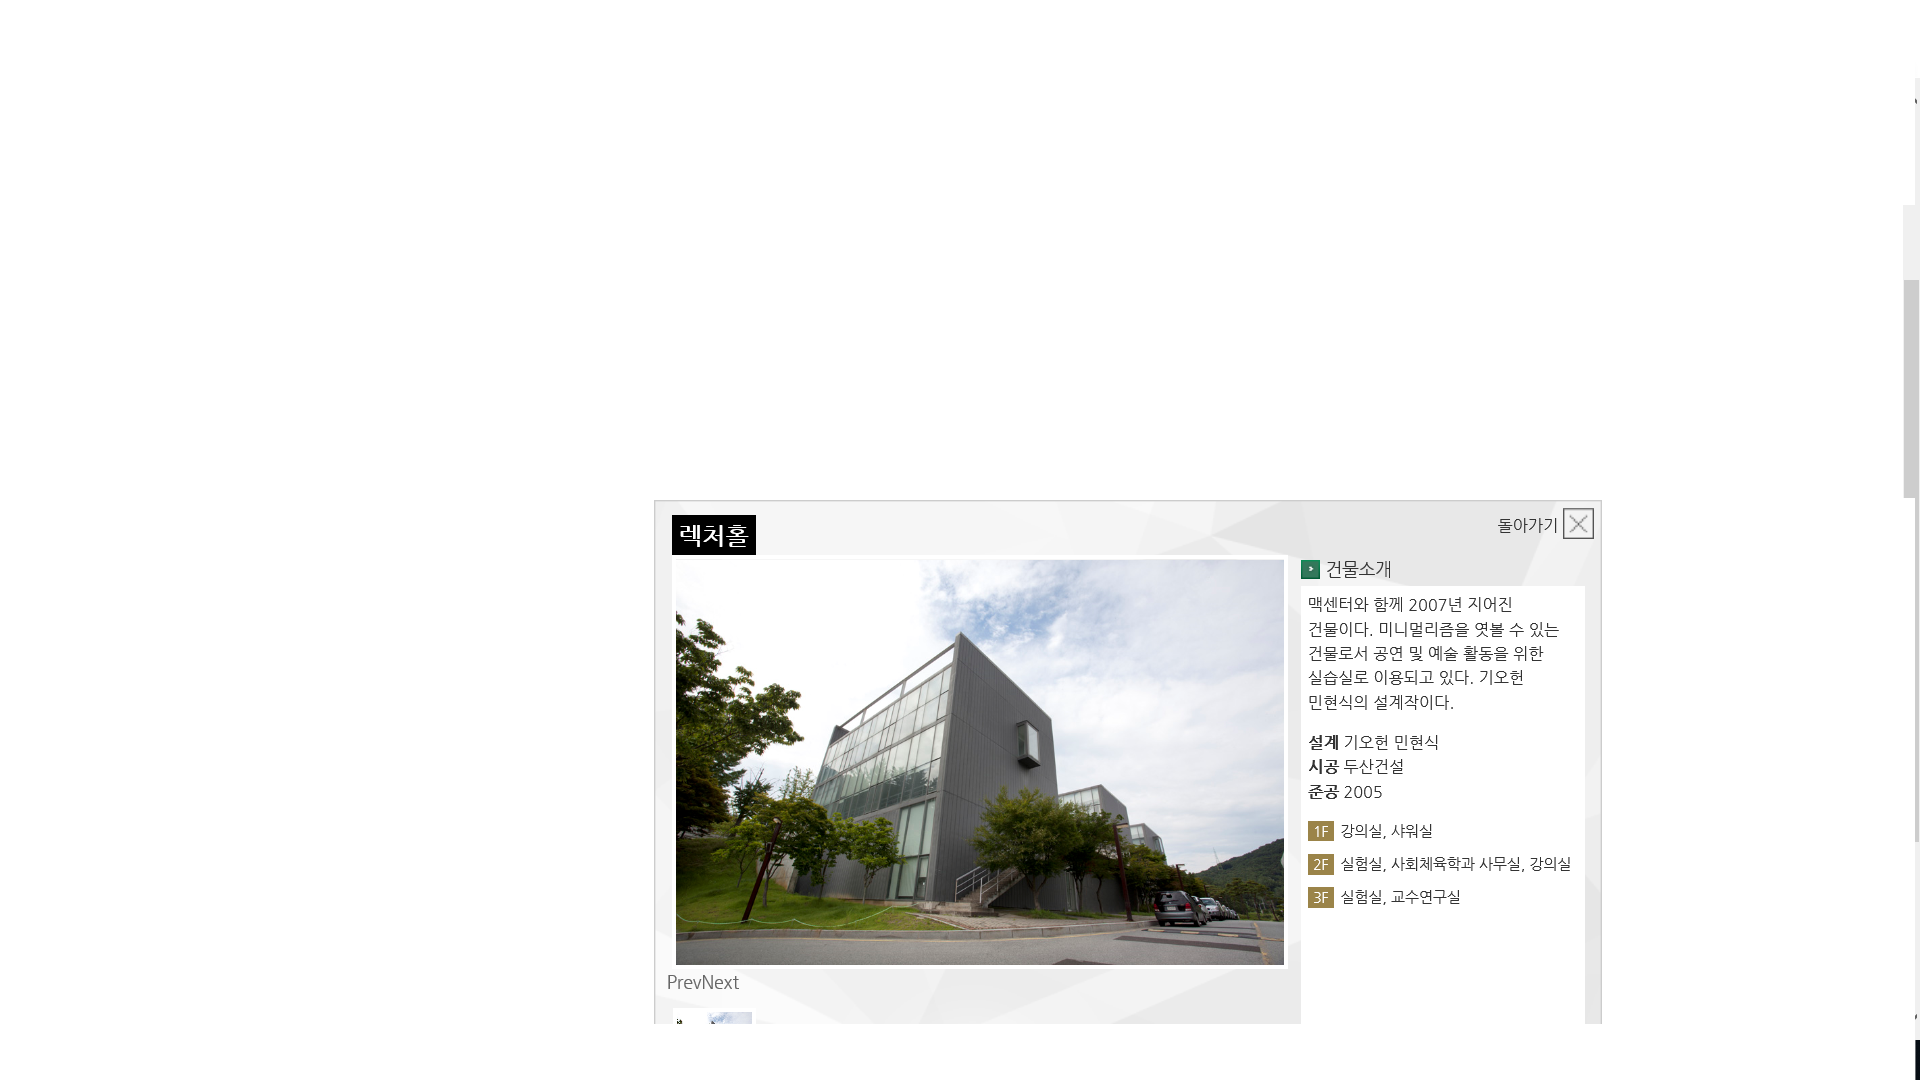 렉처홀
돌아가기
건물소개
맥센터와 함께 2007년 지어진
건물이다. 미니멀리즘을 엿볼 수 있는
건물로서 공연 및 예술 활동을 위한
실습실로 이용되고 있다. 기오헌
민현식의 설계작이다.
설계 기오헌 민현식
시공 두산건설
준공 2005
1F 강의실, 샤워실
2F 실험실, 사회체육학과 사무실, 강의실
3F 실험실, 교수연구실
PrevNext